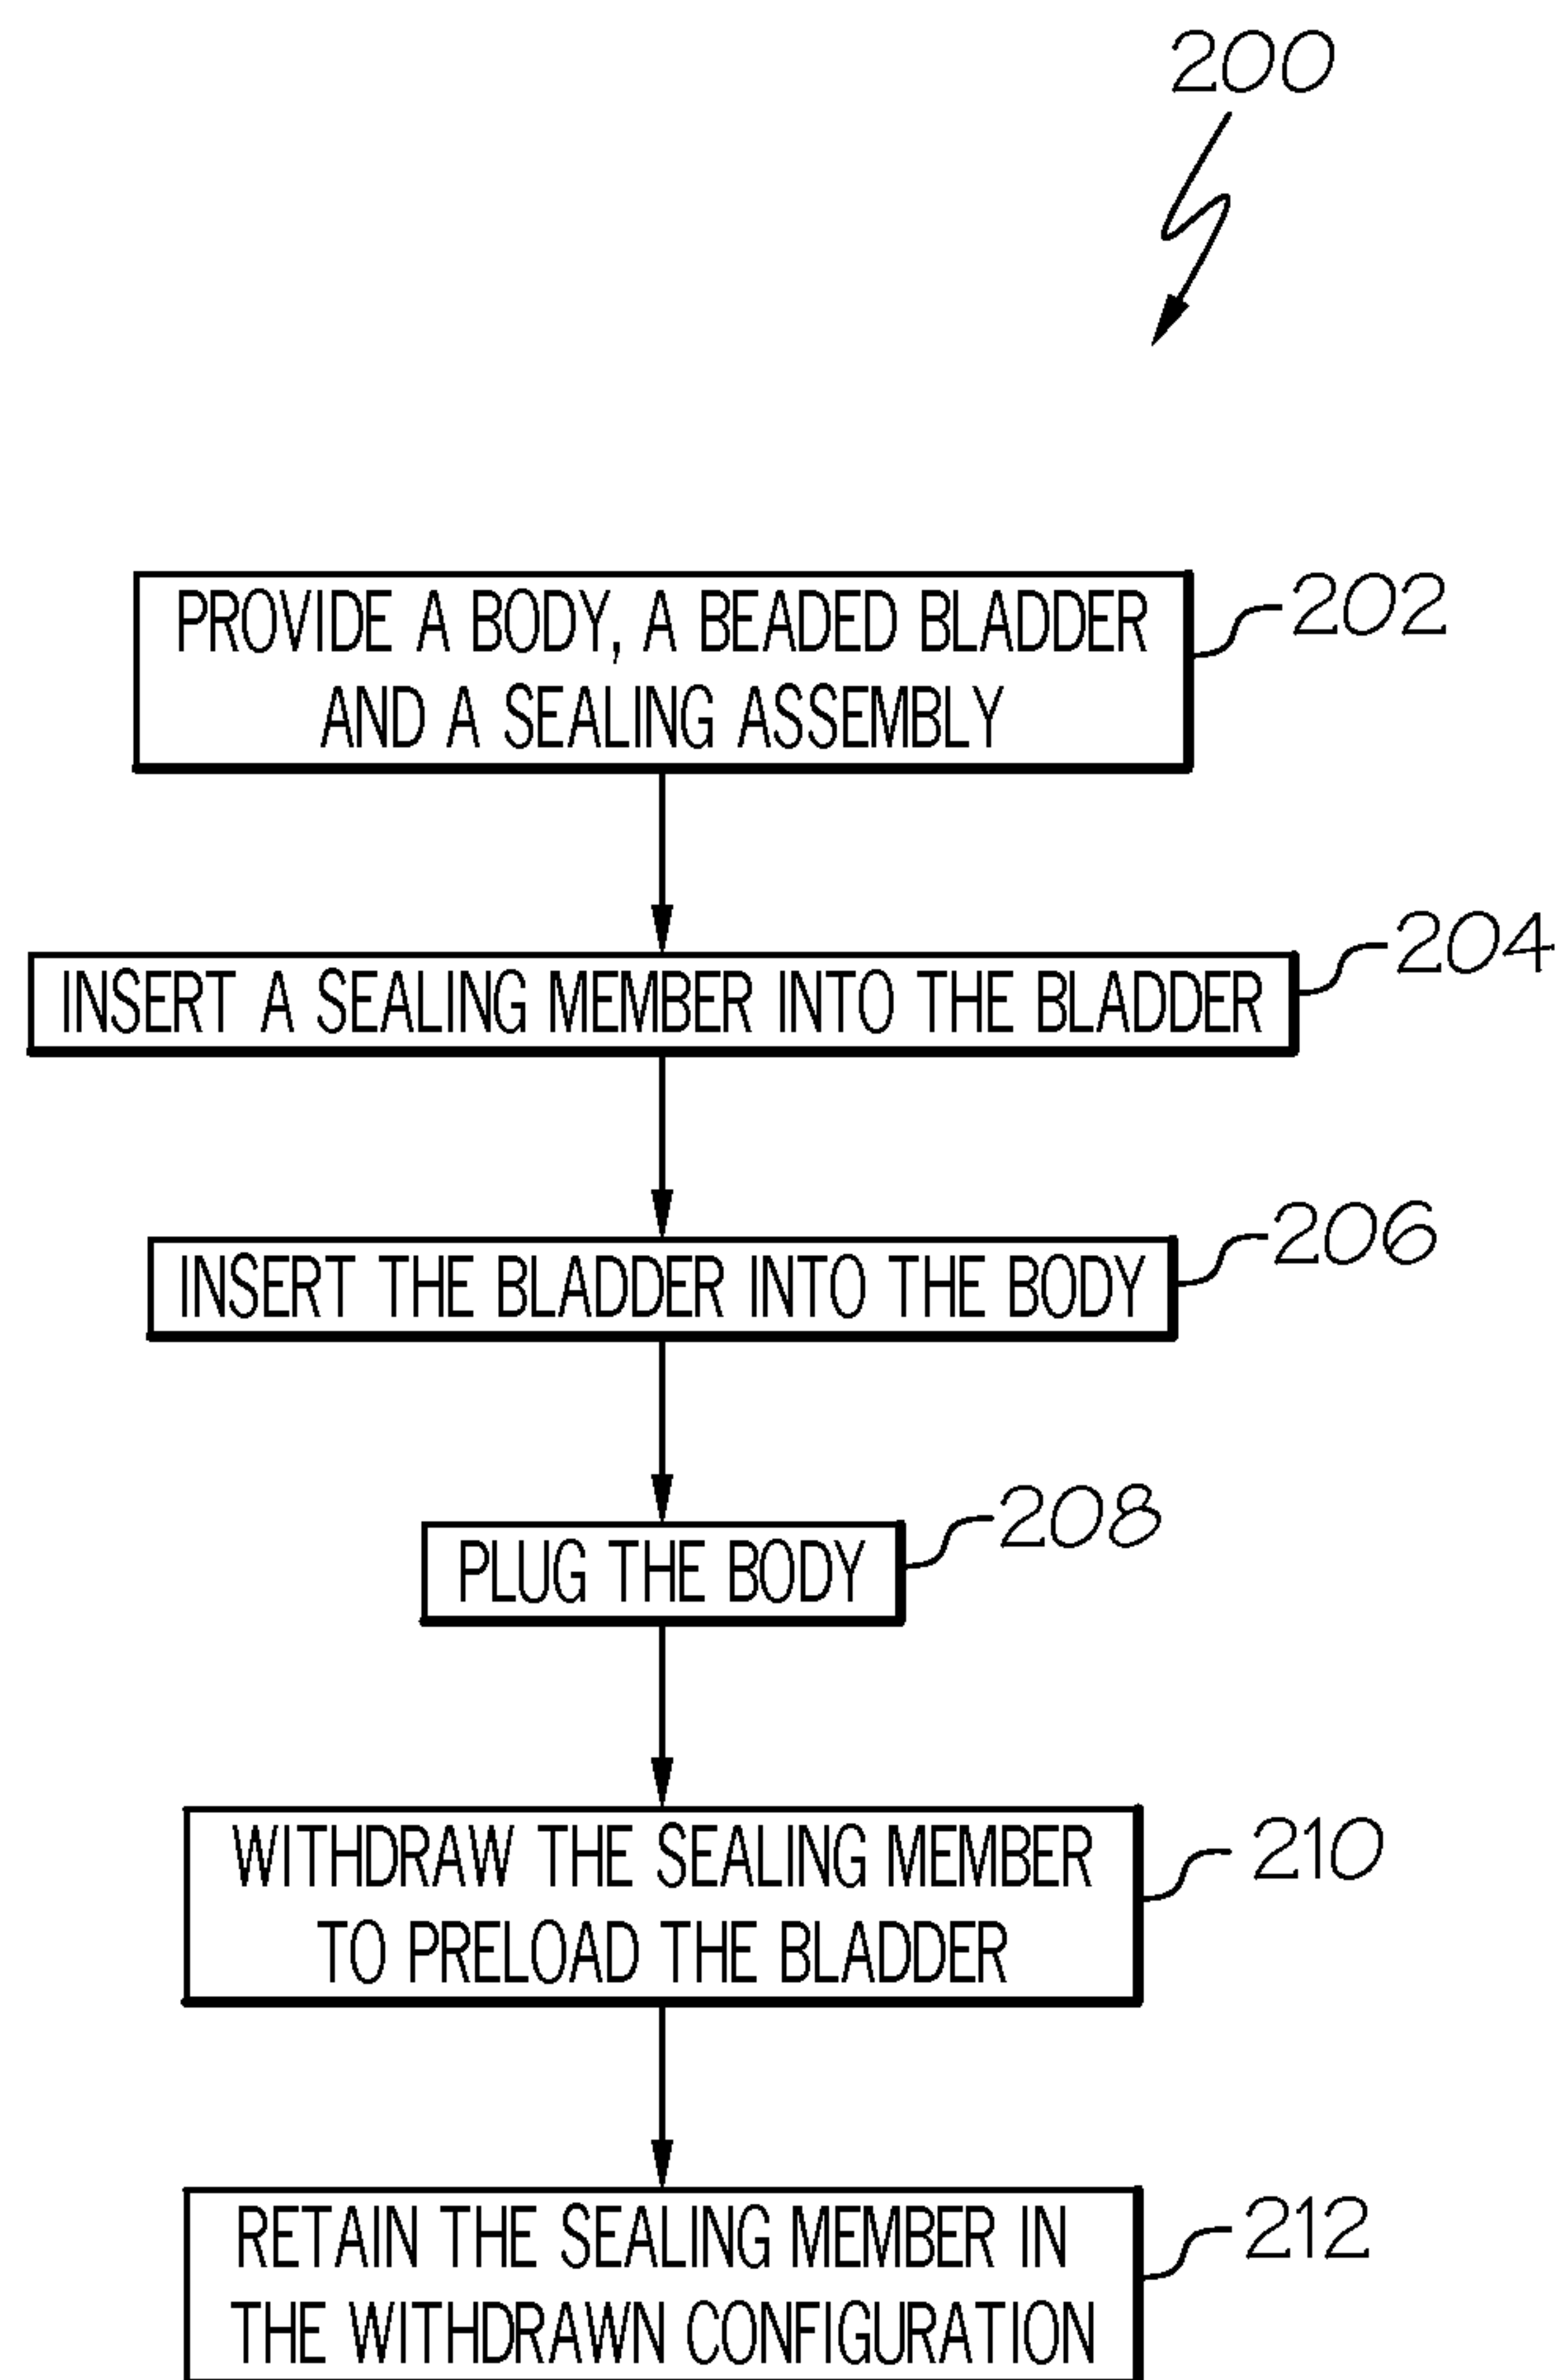 200
PROVIDE A BODY, A BEADED BLADDER
AND A SEALING ASSEMBLY
202
INSERT A SEALING MEMBER INTO THE BLADDER
204
INSERT THE BLADDER INTO THE BODY
206
PLUG THE BODY
208
WITHDRAW THE SEALING MEMBER
TO PRELOAD THE BLADDER
210
RETAIN THE SEALING MEMBER IN
THE WITHDRAWN CONFIGURATION
212